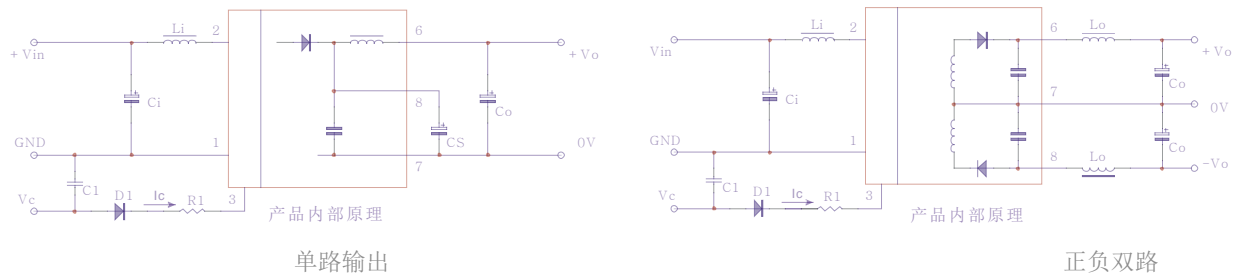 Li
2
6
+Vin
+Vo
Ci
8
Co
CS
GND
1
0V
7
C1
Vc
D1
Ic
R1
3
产品内部原理
单路输出
Li
2
6
Lo
Vin
+Vo
Co
Ci
7
0V
GND
1
Co
8
Lo
-Vo
C1
Vc
D1
Ic
R1
3
产品内部原理
正负双路